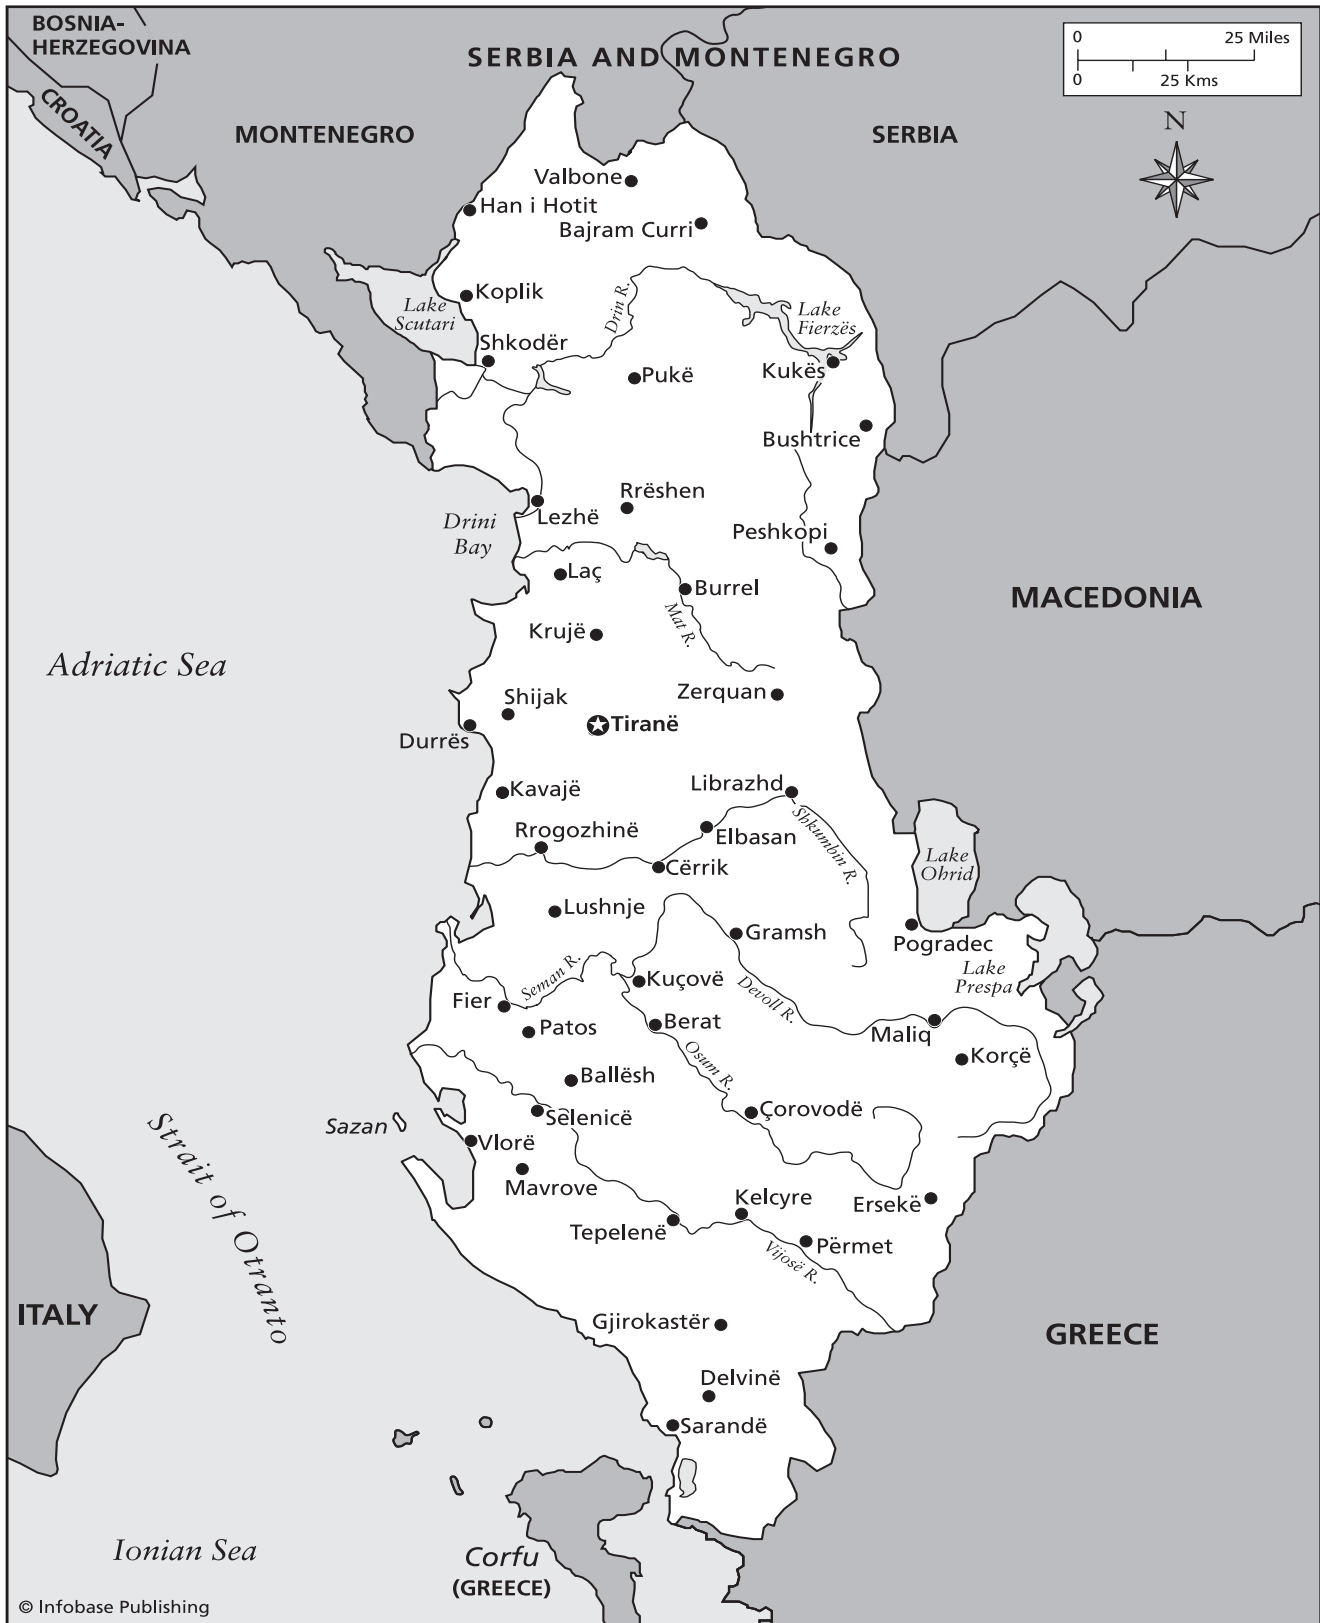 BOSNIA-
HERZEGOVINA
SERBIA AND MONTENEGRO
0 25 Miles
0 25 Kms
N
CROATIA
MONTENEGRO
SERBIA
Valbone
Han i Hotit
Bajram Curri
Koplik
Lake
Scutari
Drin R.
Lake
Fierzës
Shkodër
Pukë
Kukës
Bushtrice
Rrëshen
Lezhë
Drini
Bay
Peshkopi
Laç
Burrel
MACEDONIA
Krujë
Mat R.
Adriatic Sea
Zerquan
Shijak
Tiranë
Durrës
Librazhd
Kavajë
Shkumbin R.
Rrogozhinë
Elbasan
Cërrik
Lake
Ohrid
Lushnje
Gramsh
Pogradec
Lake
Prespa
Seman R.
Kuçovë
Devoll R.
Fier
Patos
Berat
Maliq
Korçë
Osum R.
Ballësh
Selenicë
Çorovodë
Sazan
Vlorë
Strait of Otranto
Mavrove
Kelcyre
Ersekë
Tepelenë
Përmet
Vijosë R.
ITALY
Gjirokastër
GREECE
Delvinë
Sarandë
Ionian Sea
Corfu
(GREECE)
© Infobase Publishing